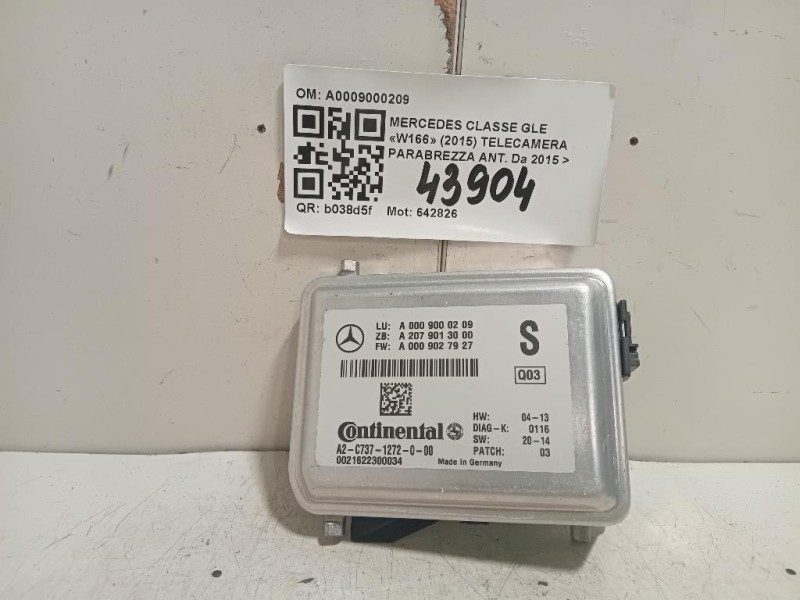 OM: A0009000209
MERCEDES CLASSE GLE
«W166» (2015) TELECAMERA
PARABREZZA ANT. Da 2015 >
43904
QR: b038d5f Mot: 642826
LU: A 000 900 02 09
ZB: A 207 901 30 00
FW: A 000 902 79 27
S
Q03
Continental
A2-C737-1272-0-00
0021622300034
HW: 04-13
DIAG-K: 0116
SW: 20-14
PATCH: 03
Made in Germany